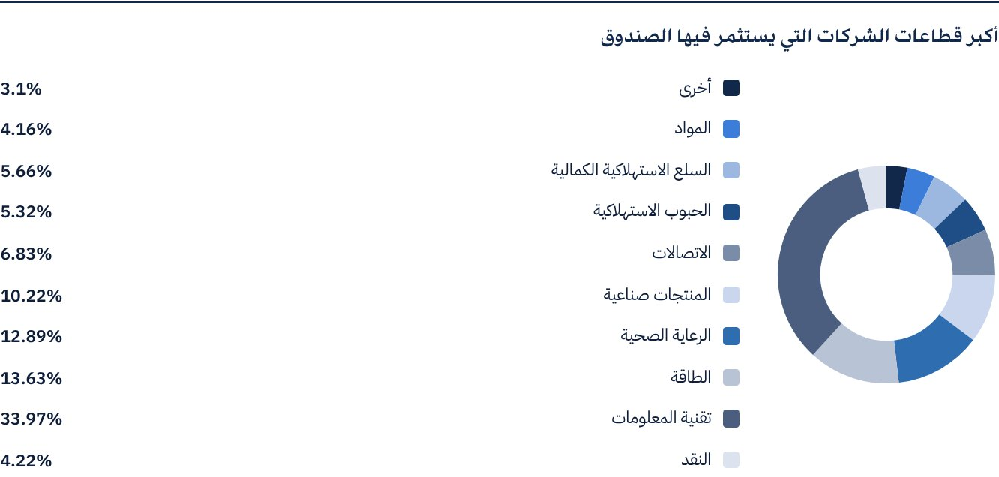 أكبر قطاعات الشركات التي يستثمر فيها الصندوق
أخرى 3.1%
المواد 4.16%
السلع الاستهلاكية الكمالية 5.66%
الحبوب الاستهلاكية 5.32%
الاتصالات 6.83%
المنتجات صناعية 10.22%
الرعاية الصحية 12.89%
الطاقة 13.63%
تقنية المعلومات 33.97%
النقد 4.22%